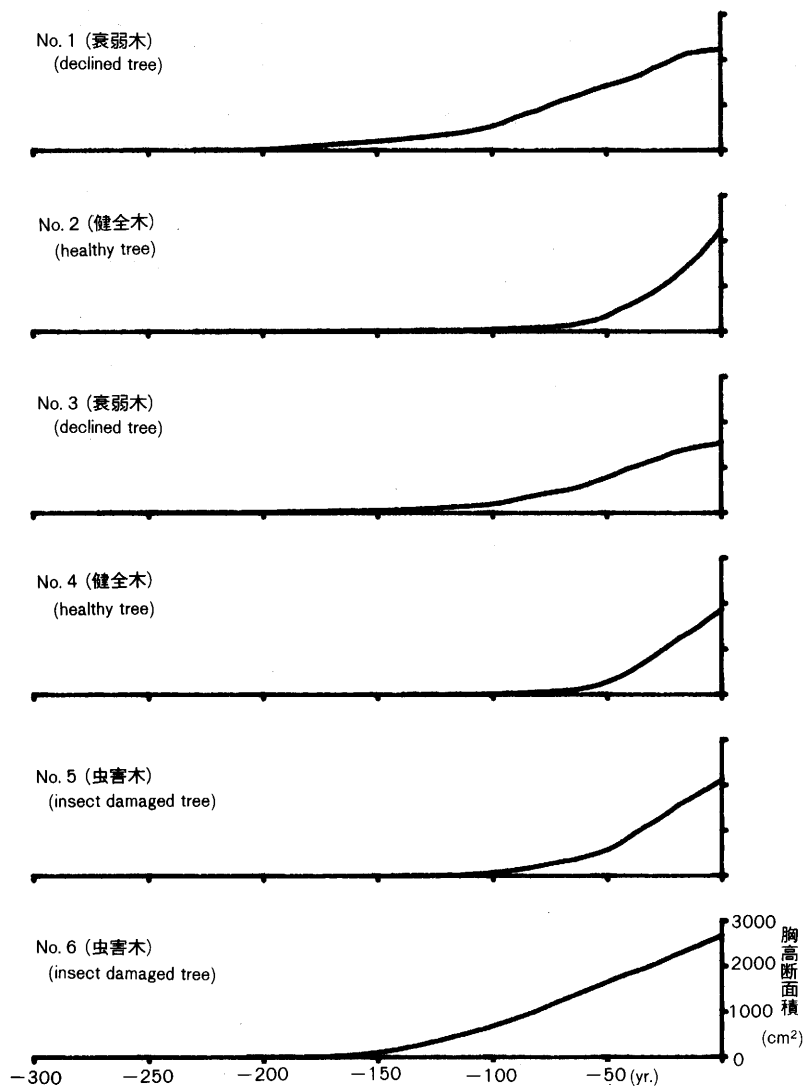 No. 1 (衰弱木)
(declined tree)
No. 2 (健全木)
(healthy tree)
No. 3 (衰弱木)
(declined tree)
No. 4 (健全木)
(healthy tree)
No. 5 (虫害木)
(insect damaged tree)
No. 6 (虫害木)
(insect damaged tree)
3000
2000
1000
0
胸高断面積
(cm²)
−300
−250
−200
−150
−100
−50 (yr.)